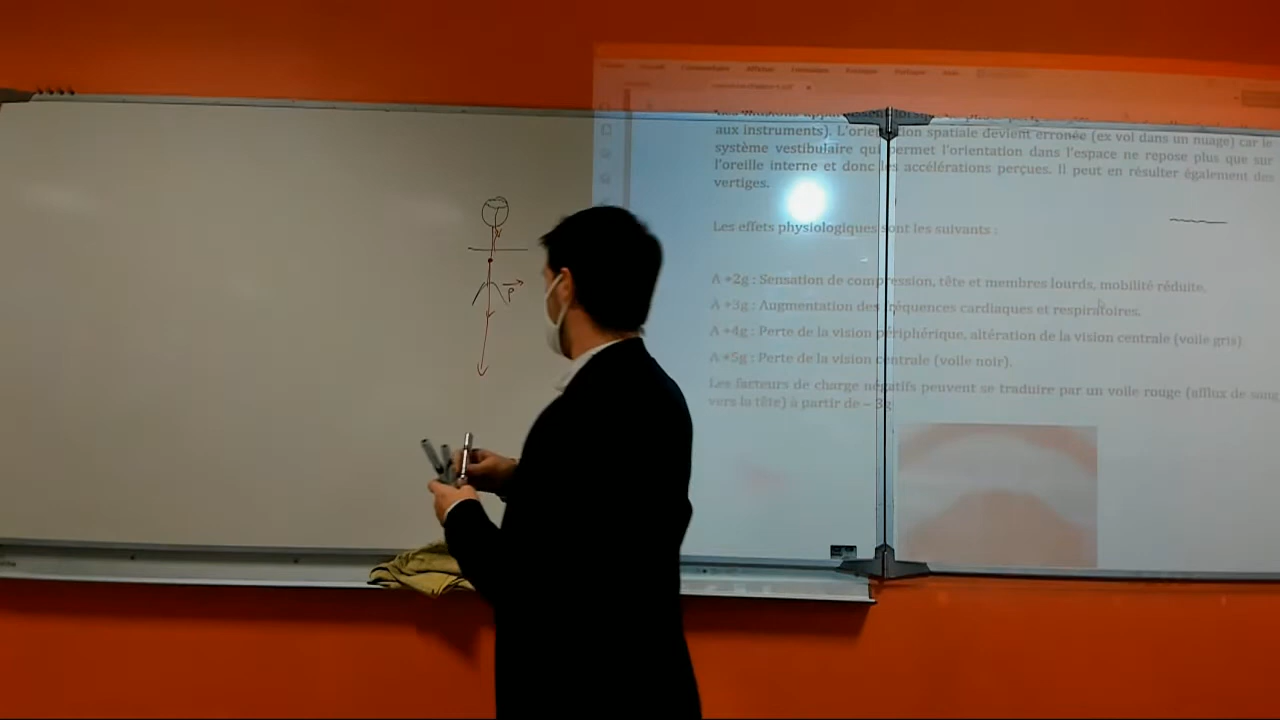 aux instruments). L'orientation spatiale devient erronée (ex vol dans un nuage) car le
système vestibulaire qui permet l'orientation dans l'espace ne repose plus que sur
l'oreille interne et donc les accélérations perçues. Il peut en résulter également des
vertiges.
Les effets physiologiques sont les suivants :
A +2g : Sensation de compression, tête et membres lourds, mobilité réduite.
A +3g : Augmentation des fréquences cardiaques et respiratoires.
A +4g : Perte de la vision périphérique, altération de la vision centrale (voile gris)
A +5g : Perte de la vision centrale (voile noir).
Les facteurs de charge négatifs peuvent se traduire par un voile rouge (afflux de sang
vers la tête) à partir de – 3g
P